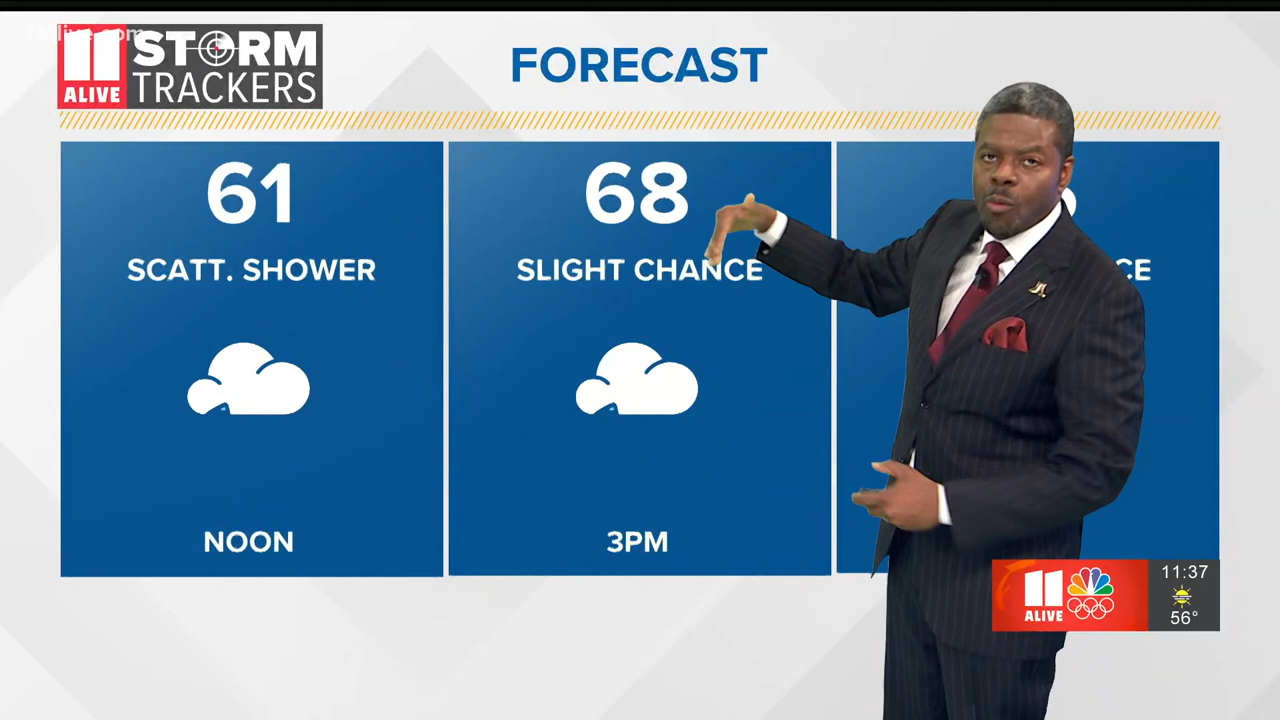 11alive.com
11 STORM
ALIVE TRACKERS
FORECAST
61
SCATT. SHOWER
NOON
68
SLIGHT CHANCE
3PM
CE
11
ALIVE
11:37
56°